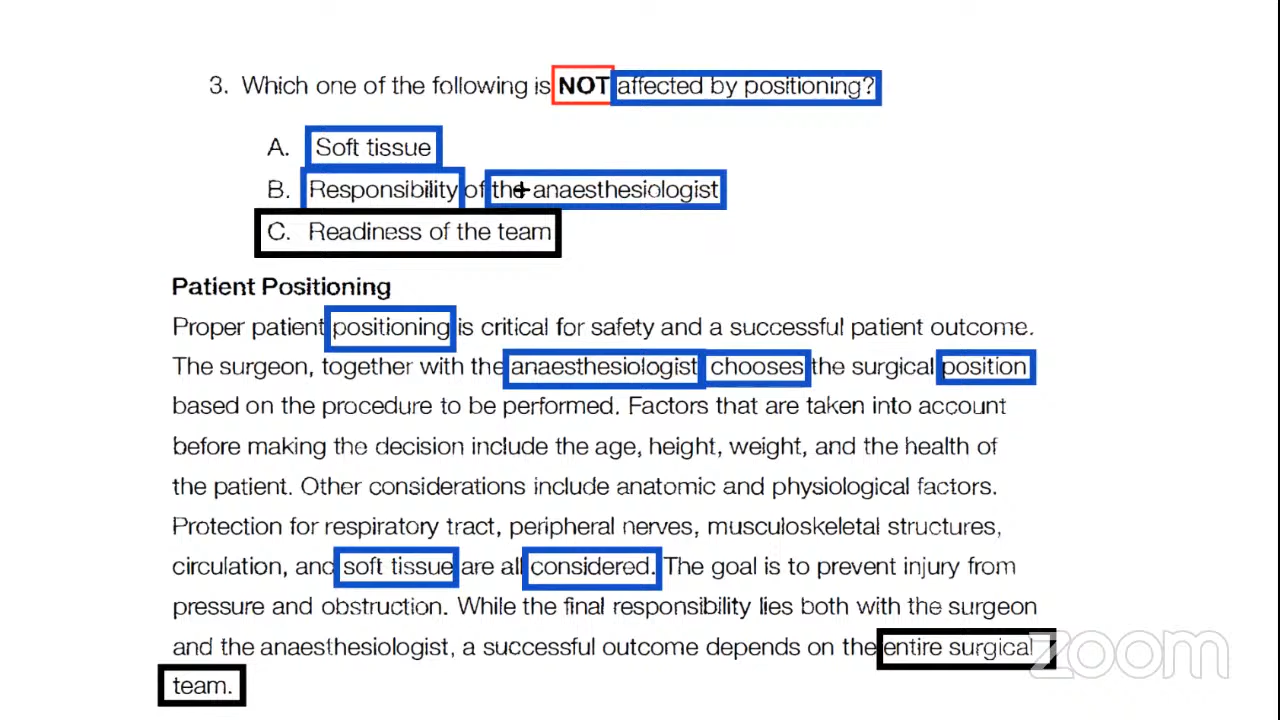 3. Which one of the following is NOT affected by positioning?
A. Soft tissue
B. Responsibility of the anaesthesiologist
C. Readiness of the team
Patient Positioning
Proper patient positioning is critical for safety and a successful patient outcome.
The surgeon, together with the anaesthesiologist chooses the surgical position
based on the procedure to be performed. Factors that are taken into account
before making the decision include the age, height, weight, and the health of
the patient. Other considerations include anatomic and physiological factors.
Protection for respiratory tract, peripheral nerves, musculoskeletal structures,
circulation, and soft tissue are all considered. The goal is to prevent injury from
pressure and obstruction. While the final responsibility lies both with the surgeon
and the anaesthesiologist, a successful outcome depends on the entire surgical
team.
zoom